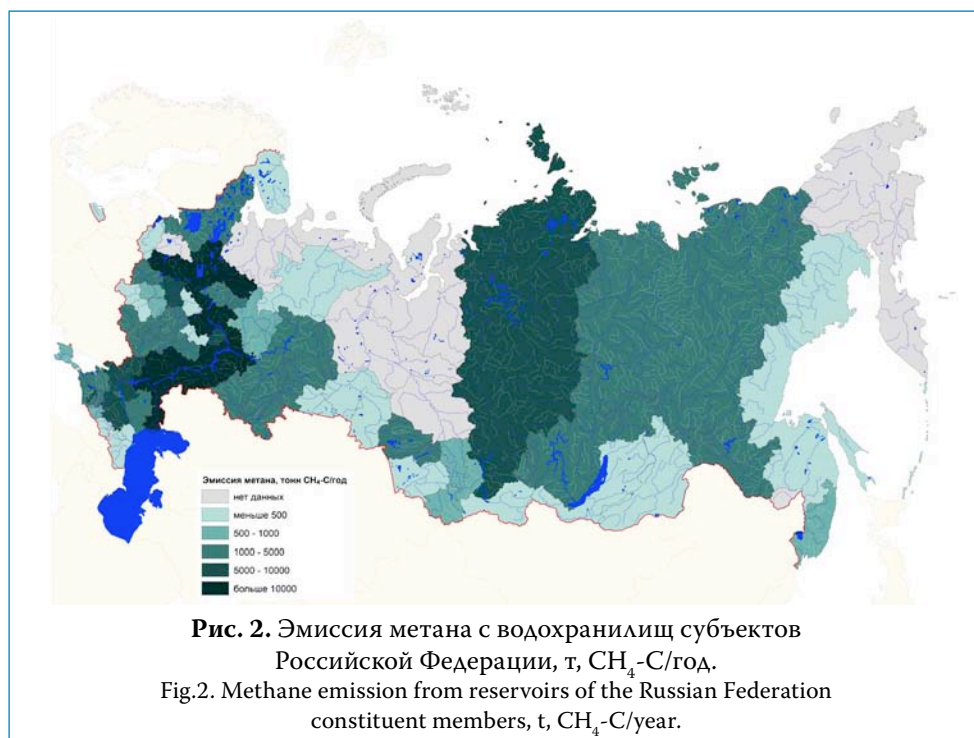 Эмиссия метана, тонн CH₄-C/год
нет данных
меньше 500
500 - 1000
1000 - 5000
5000 - 10000
больше 10000
Рис. 2. Эмиссия метана с водохранилищ субъектов
Российской Федерации, т, CH₄-C/год.
Fig.2. Methane emission from reservoirs of the Russian Federation
constituent members, t, CH₄-C/year.